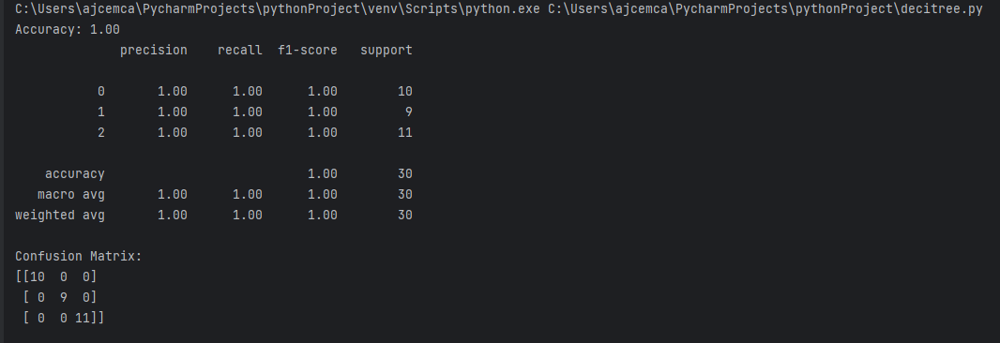 C:\Users\ajcemca\PycharmProjects\pythonProject\venv\Scripts\python.exe C:\Users\ajcemca\PycharmProjects\pythonProject\decitree.py
Accuracy: 1.00
              precision    recall  f1-score   support

           0       1.00      1.00      1.00        10
           1       1.00      1.00      1.00         9
           2       1.00      1.00      1.00        11

    accuracy                           1.00        30
   macro avg       1.00      1.00      1.00        30
weighted avg       1.00      1.00      1.00        30

Confusion Matrix:
[[10  0  0]
 [ 0  9  0]
 [ 0  0 11]]